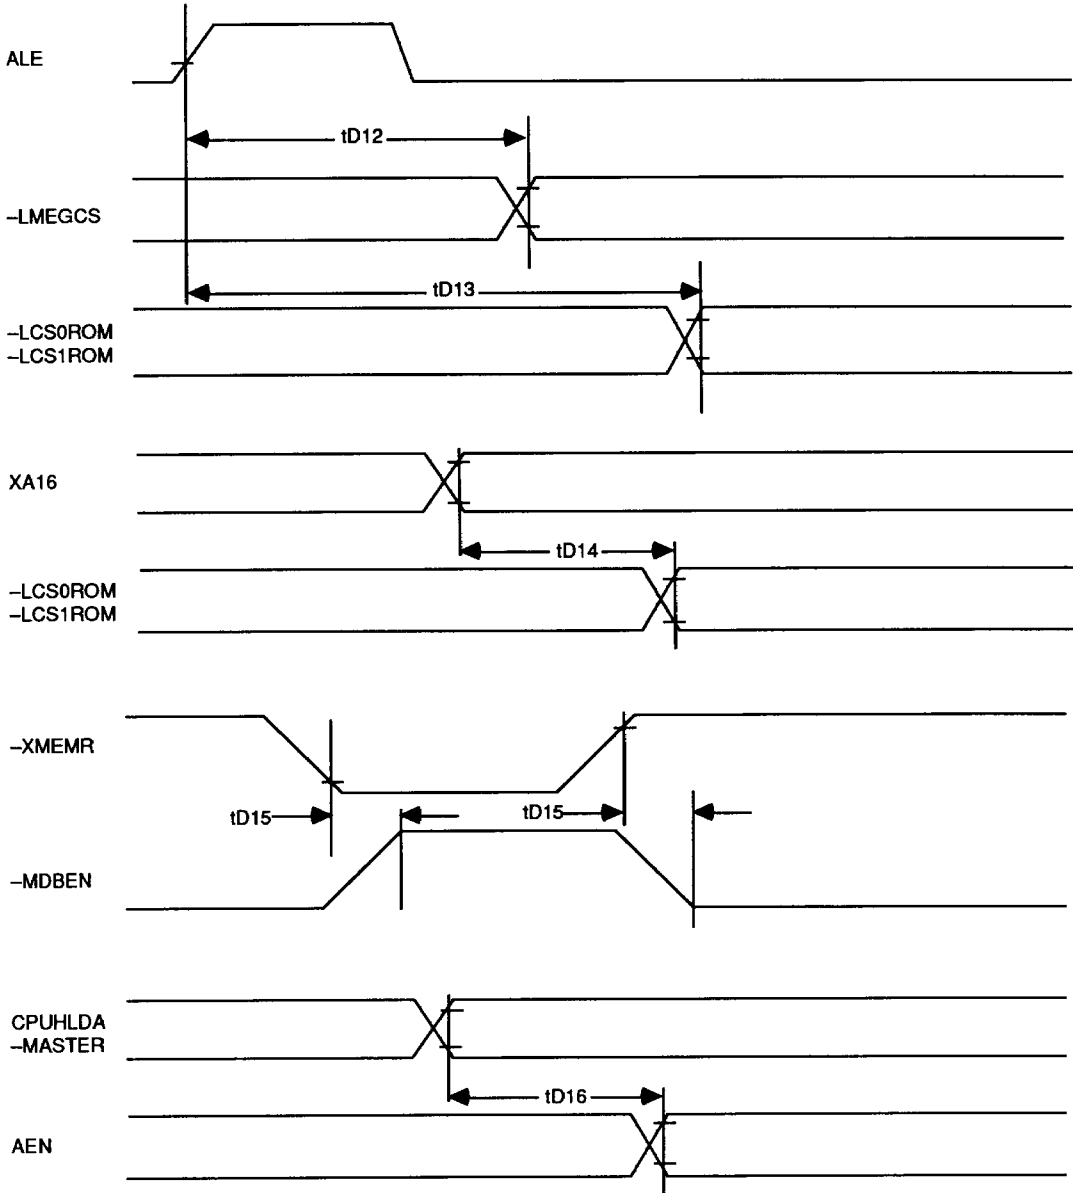 ALE
tD12
–LMEGCS
tD13
–LCS0ROM
–LCS1ROM
XA16
tD14
–LCS0ROM
–LCS1ROM
–XMEMR
tD15
tD15
–MDBEN
CPUHLDA
–MASTER
tD16
AEN